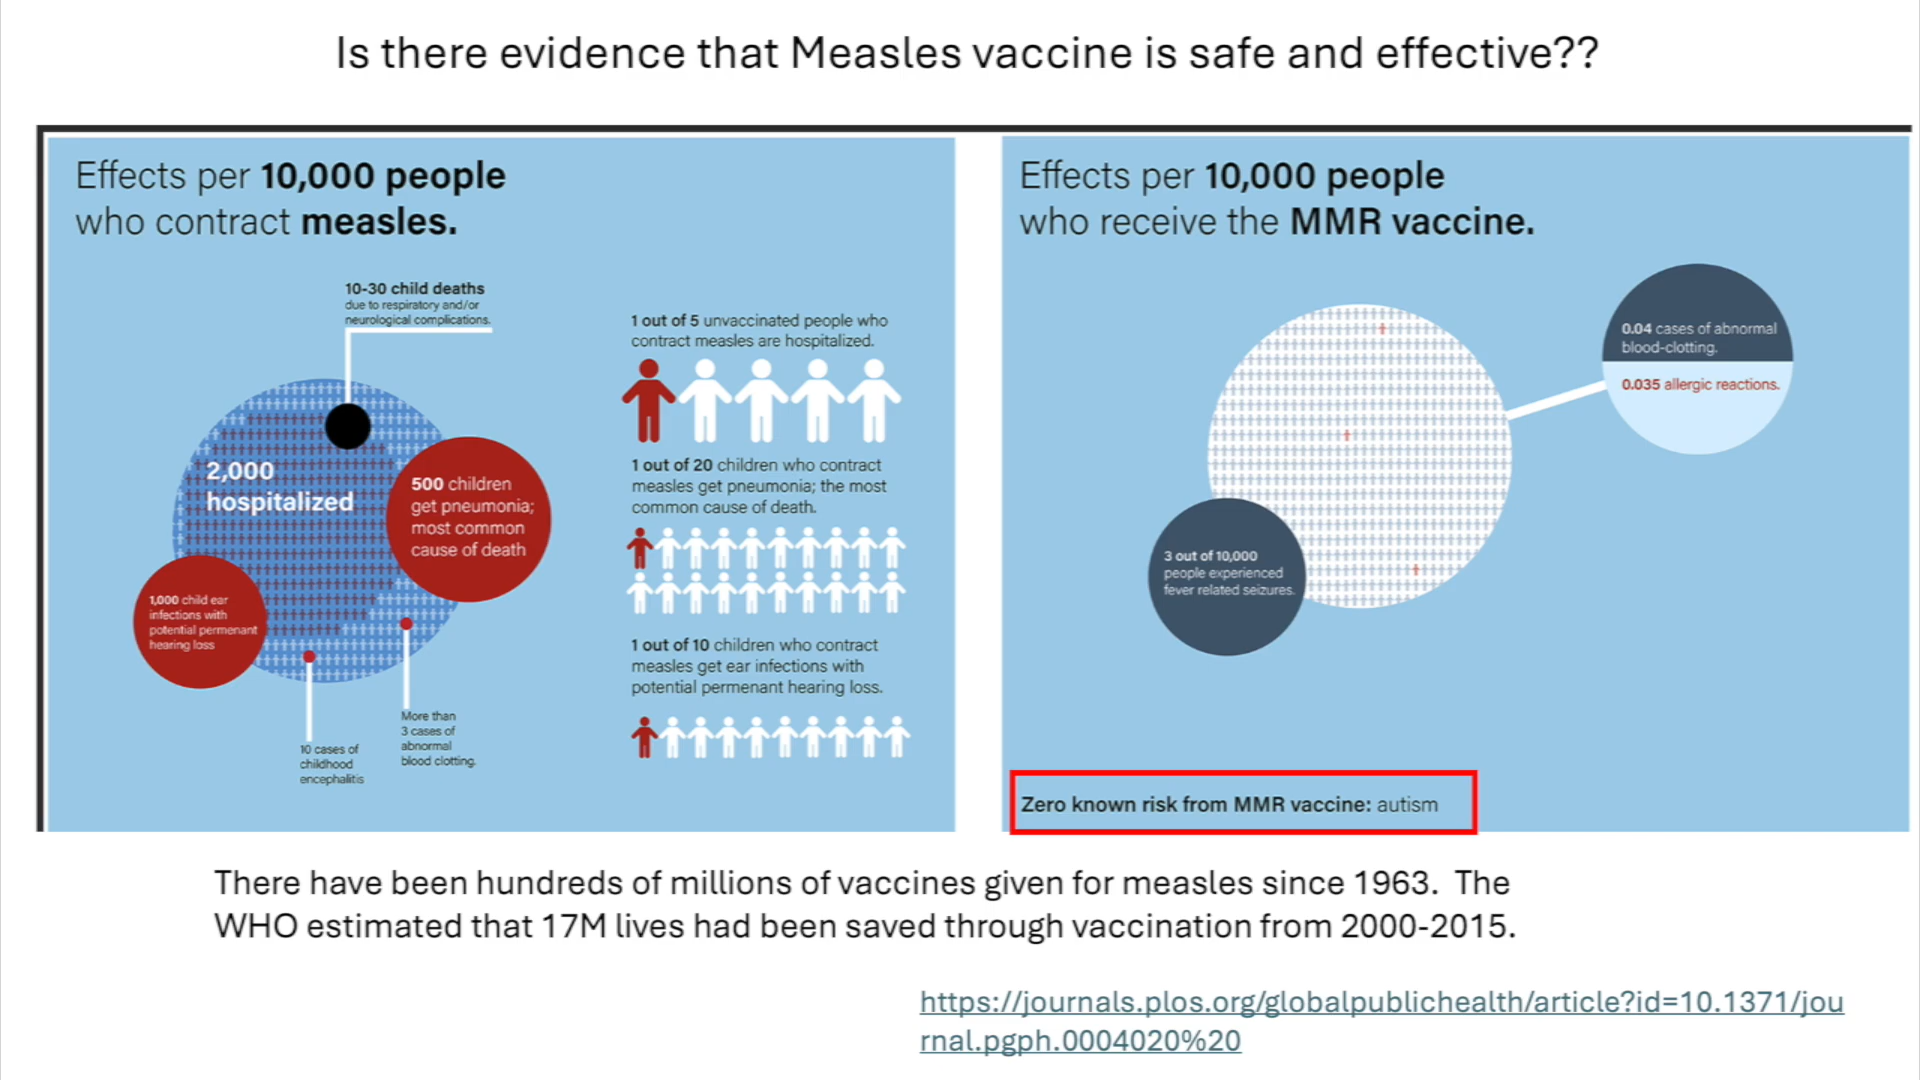 Is there evidence that Measles vaccine is safe and effective??
Effects per 10,000 people
who contract measles.
10-30 child deaths
due to respiratory and/or
neurological complications.
2,000
hospitalized
500 children
get pneumonia;
most common
cause of death
1,000 child ear
infections with
potential permenant
hearing loss
10 cases of
childhood
encephalitis
More than
3 cases of
abnormal
blood clotting.
1 out of 5 unvaccinated people who
contract measles are hospitalized.
1 out of 20 children who contract
measles get pneumonia; the most
common cause of death.
1 out of 10 children who contract
measles get ear infections with
potential permenant hearing loss.
Effects per 10,000 people
who receive the MMR vaccine.
0.04 cases of abnormal
blood-clotting.
0.035 allergic reactions.
3 out of 10,000
people experienced
fever related seizures.
Zero known risk from MMR vaccine: autism
There have been hundreds of millions of vaccines given for measles since 1963. The
WHO estimated that 17M lives had been saved through vaccination from 2000-2015.
https://journals.plos.org/globalpublichealth/article?id=10.1371/jou
rnal.pgph.0004020%20